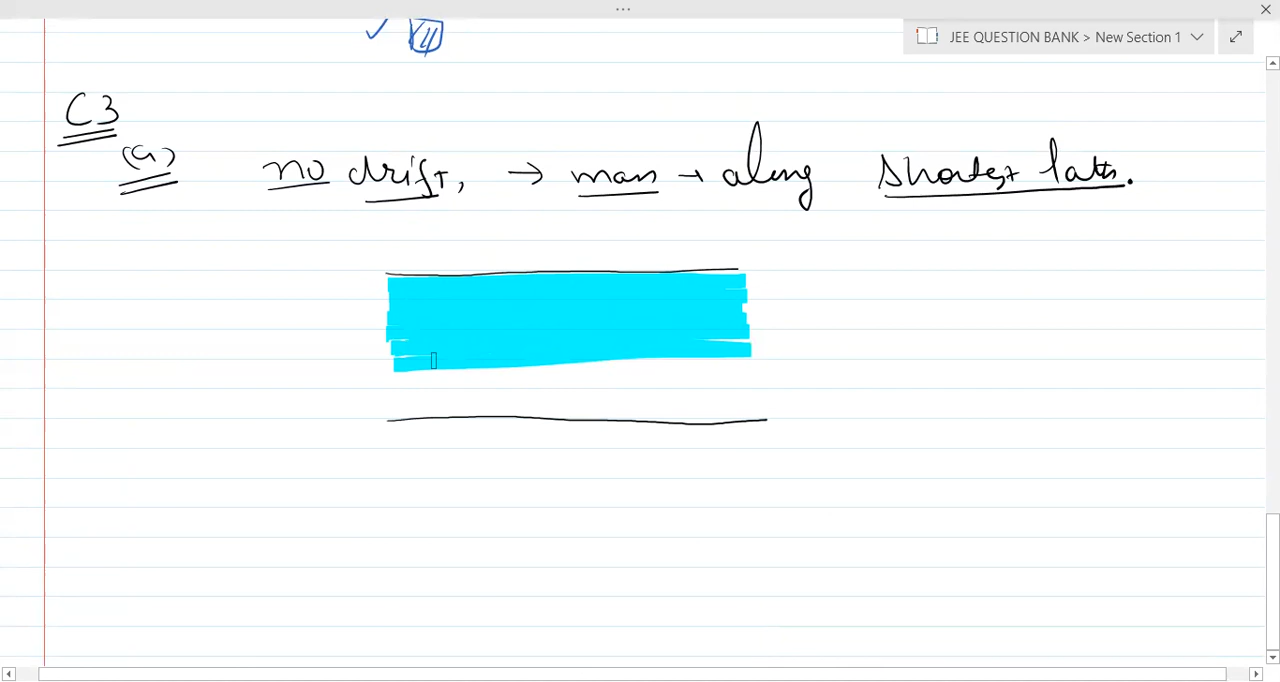 ...
JEE QUESTION BANK > New Section 1
C3
(a) no drift, → man → along shortest path.